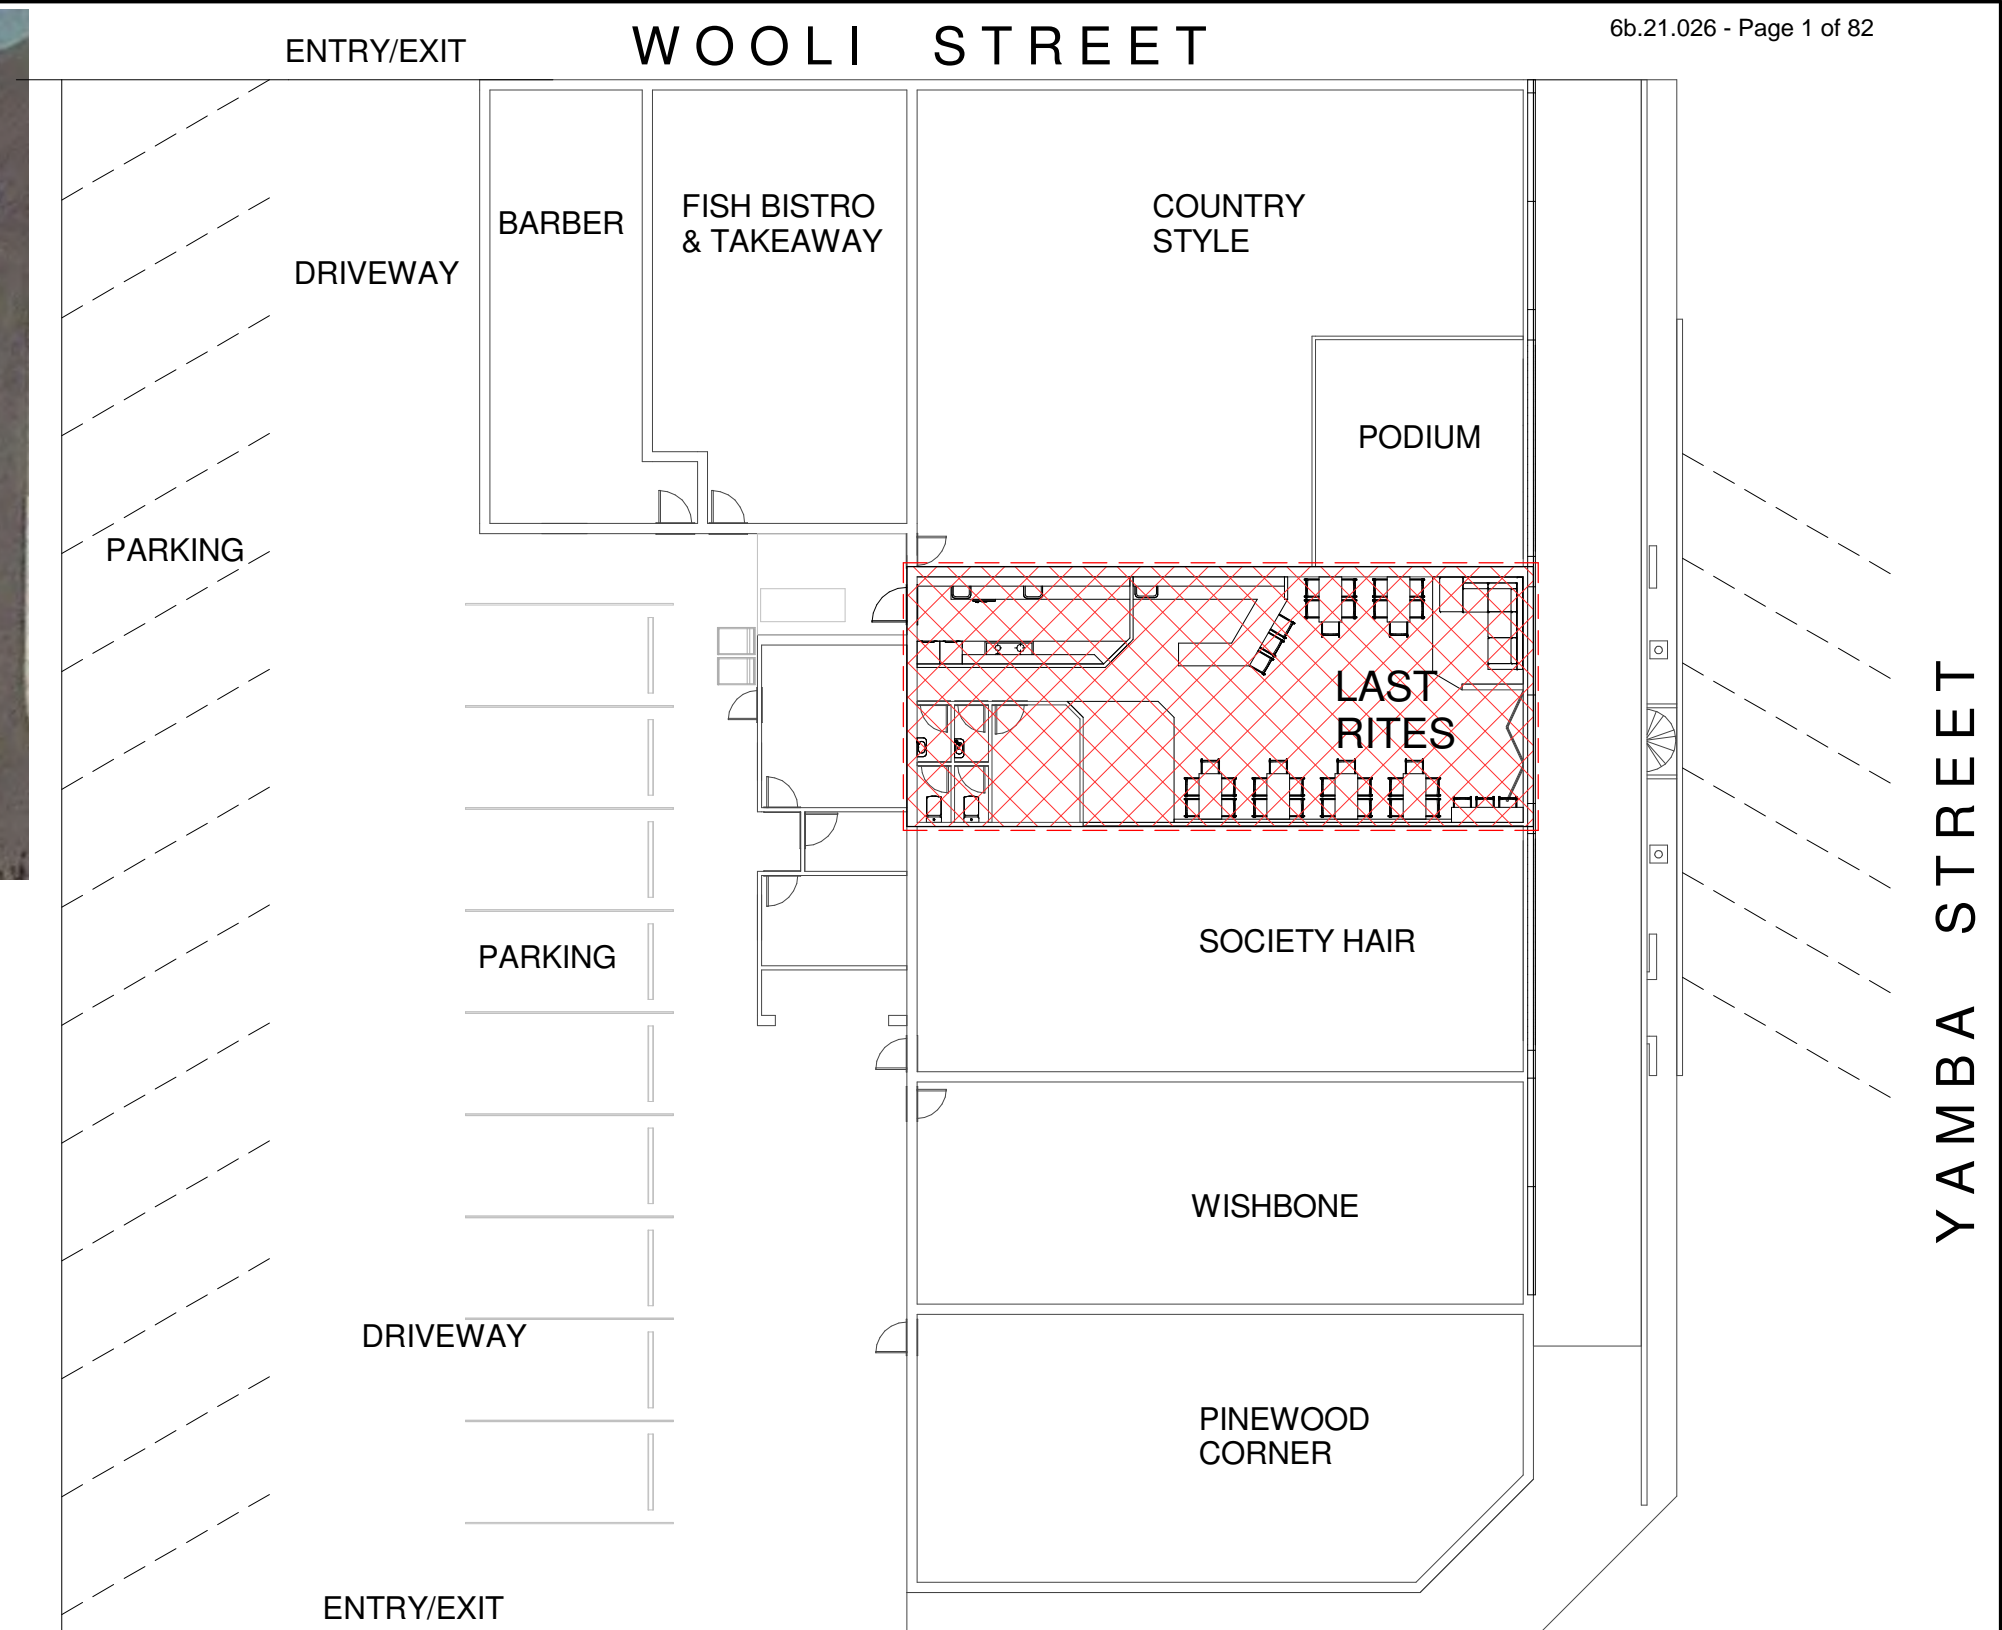 6b.21.026 - Page 1 of 82
ENTRY/EXIT
WOOLI STREET
BARBER
FISH BISTRO
& TAKEAWAY
COUNTRY
STYLE
DRIVEWAY
PODIUM
PARKING
LAST
RITES
YAMBA STREET
SOCIETY HAIR
PARKING
WISHBONE
DRIVEWAY
PINEWOOD
CORNER
ENTRY/EXIT